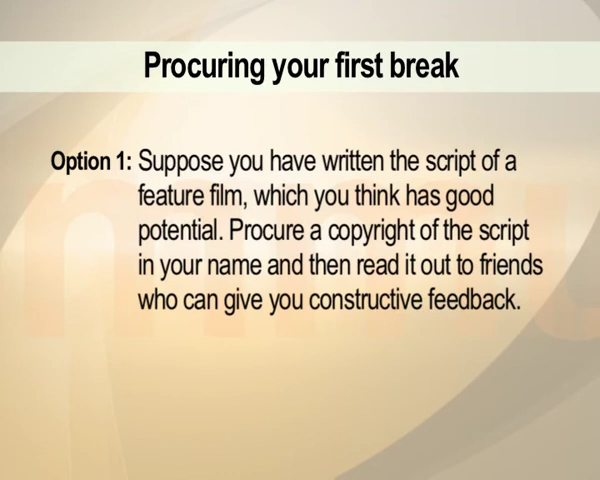 Procuring your first break
Option 1: Suppose you have written the script of a
feature film, which you think has good
potential. Procure a copyright of the script
in your name and then read it out to friends
who can give you constructive feedback.